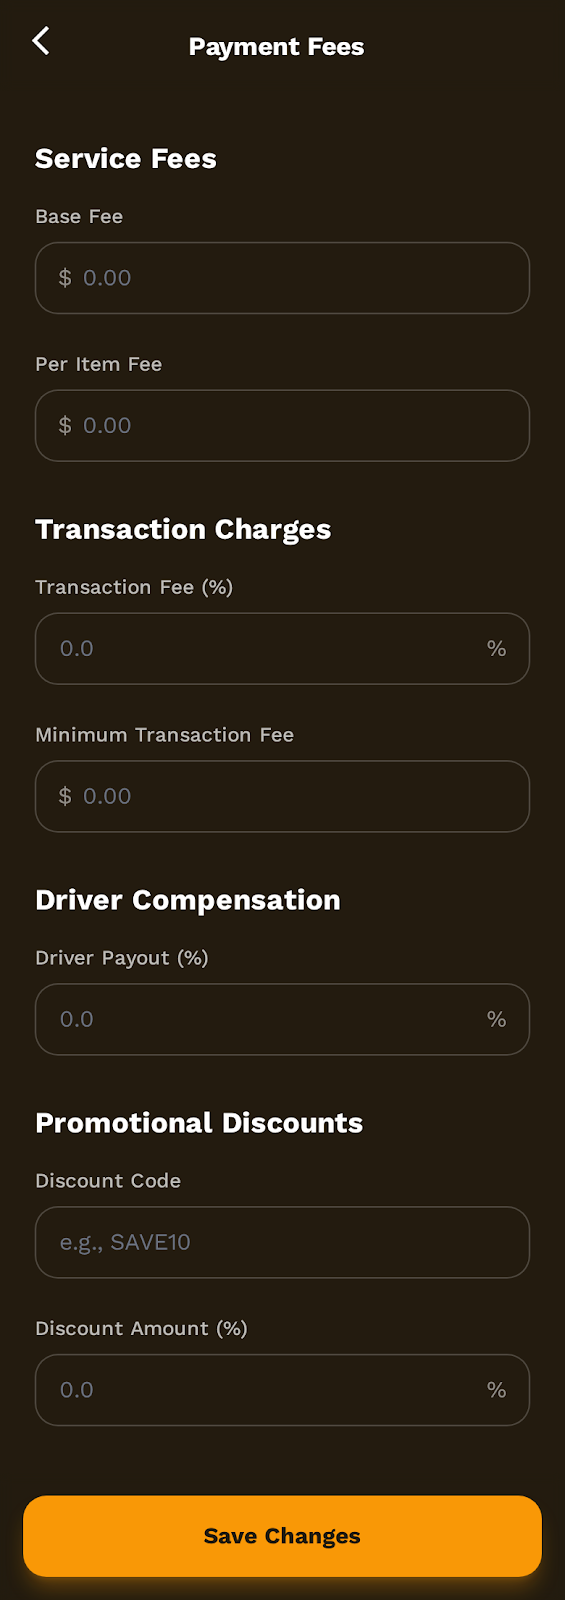 Payment Fees
Service Fees
Base Fee
$ 0.00
Per Item Fee
$ 0.00
Transaction Charges
Transaction Fee (%)
0.0 %
Minimum Transaction Fee
$ 0.00
Driver Compensation
Driver Payout (%)
0.0 %
Promotional Discounts
Discount Code
e.g., SAVE10
Discount Amount (%)
0.0 %
Save Changes